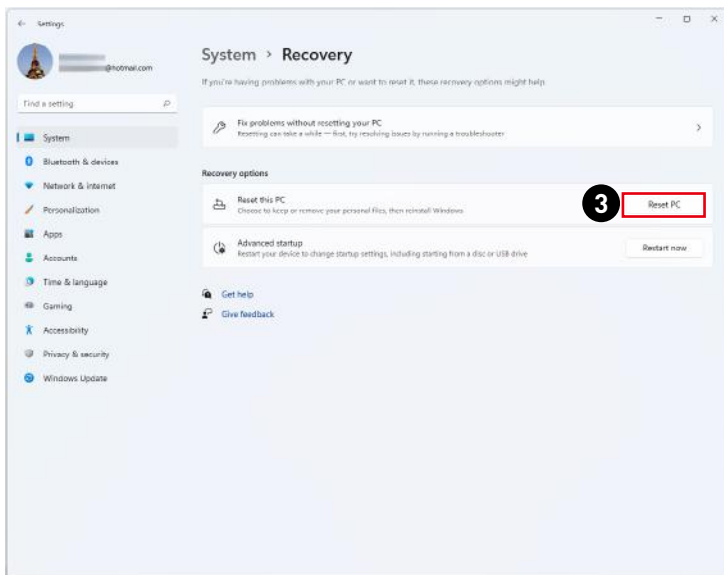 Settings
@hotmail.com
Find a setting
System
Bluetooth & devices
Network & internet
Personalization
Apps
Accounts
Time & language
Gaming
Accessibility
Privacy & security
Windows Update
System > Recovery
If you're having problems with your PC or want to reset it, these recovery options might help.
Fix problems without resetting your PC
Resetting can take a while — first, try resolving issues by running a troubleshooter
Recovery options
Reset this PC
Choose to keep or remove your personal files, then reinstall Windows
3
Reset PC
Advanced startup
Restart your device to change startup settings, including starting from a disc or USB drive
Restart now
Get help
Give feedback